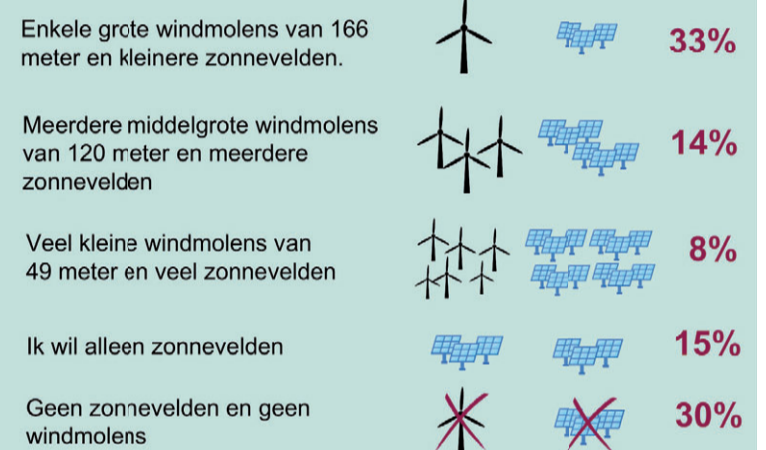 Enkele grote windmolens van 166
meter en kleinere zonnevelden.
33%
Meerdere middelgrote windmolens
van 120 meter en meerdere
zonnevelden
14%
Veel kleine windmolens van
49 meter en veel zonnevelden
8%
Ik wil alleen zonnevelden
15%
Geen zonnevelden en geen
windmolens
30%